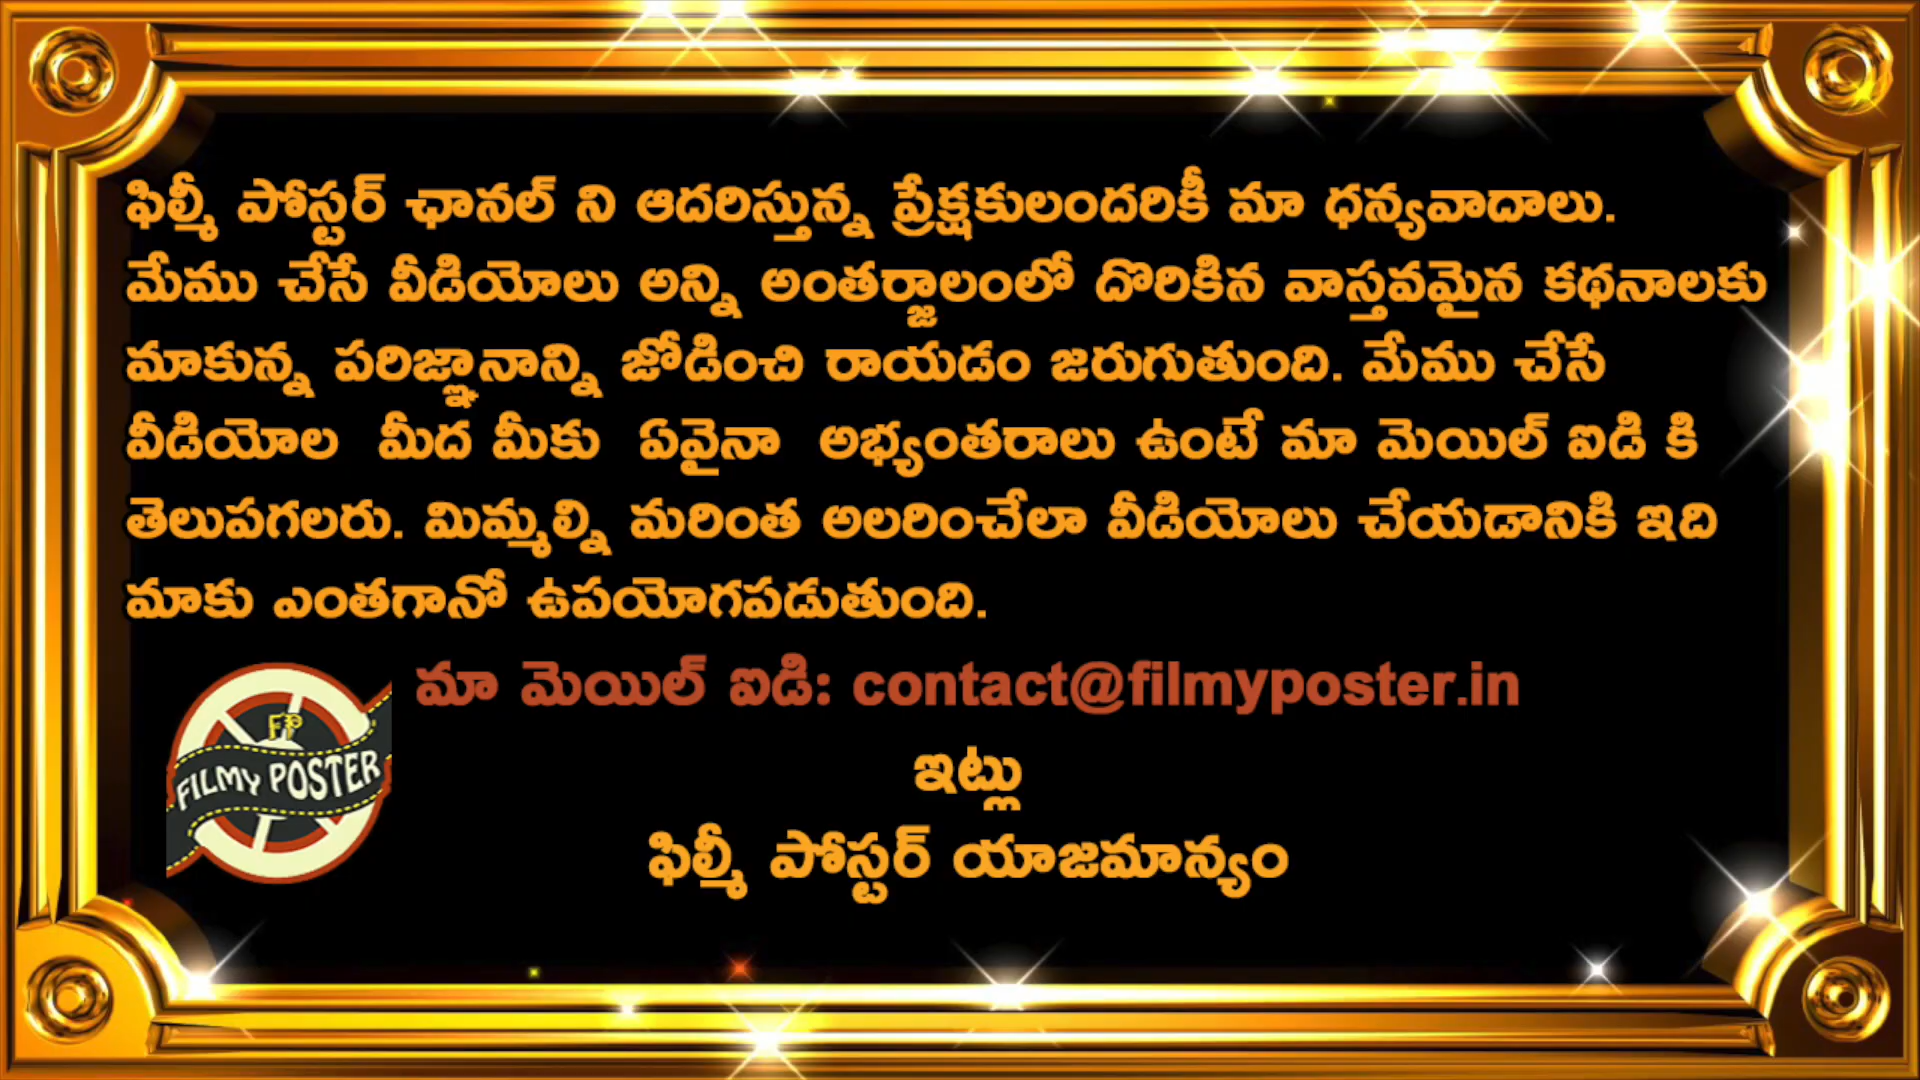 ఫిల్మీ పోస్టర్ ఛానల్ ని ఆదరిస్తున్న ప్రేక్షకులందరికీ మా ధన్యవాదాలు.
మేము చేసే వీడియోలు అన్ని అంతర్జాలంలో దొరికిన వాస్తవమైన కథనాలకు
మాకున్న పరిజ్ఞానాన్ని జోడించి రాయడం జరుగుతుంది. మేము చేసే
వీడియోల మీద మీకు ఏవైనా అభ్యంతరాలు ఉంటే మా మెయిల్ ఐడి కి
తెలుపగలరు. మిమ్మల్ని మరింత అలరించేలా వీడియోలు చేయడానికి ఇది
మాకు ఎంతగానో ఉపయోగపడుతుంది.
మా మెయిల్ ఐడి: contact@filmyposter.in
FP
FILMY POSTER
ఇట్లు
ఫిల్మీ పోస్టర్ యాజమాన్యం